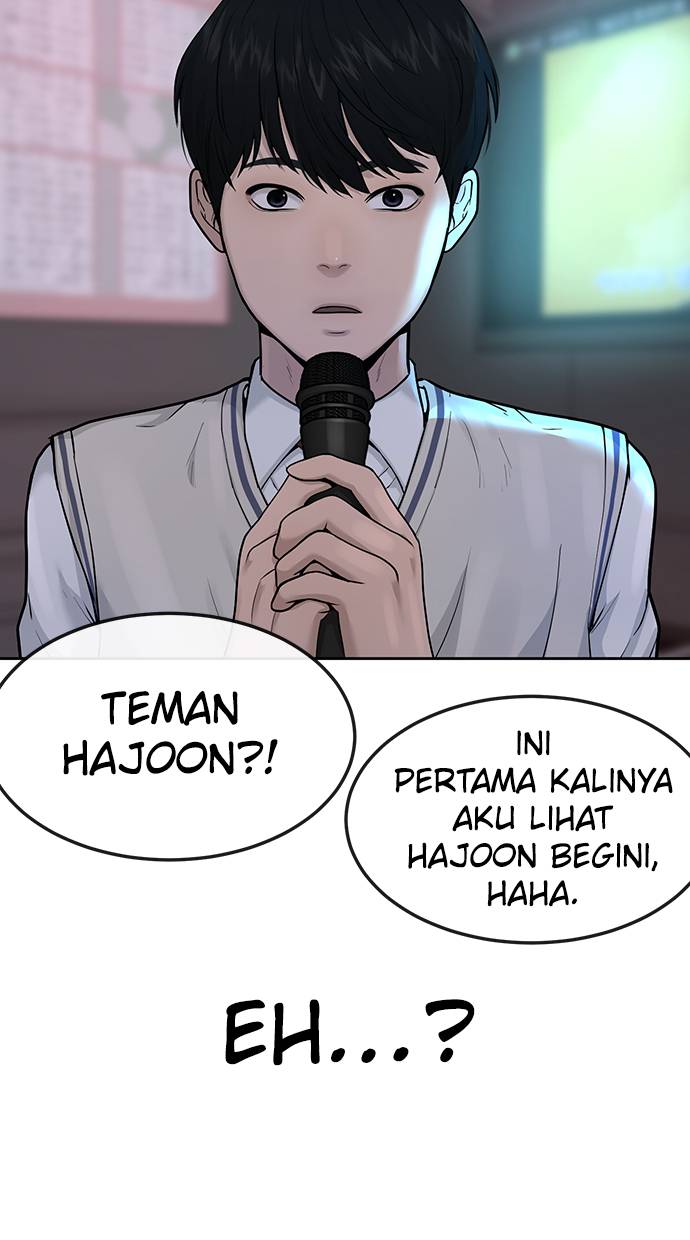 TEMAN
HAJOON?!
INI
PERTAMA KALINYA
AKU LIHAT
HAJOON BEGINI,
HAHA.
EH...?